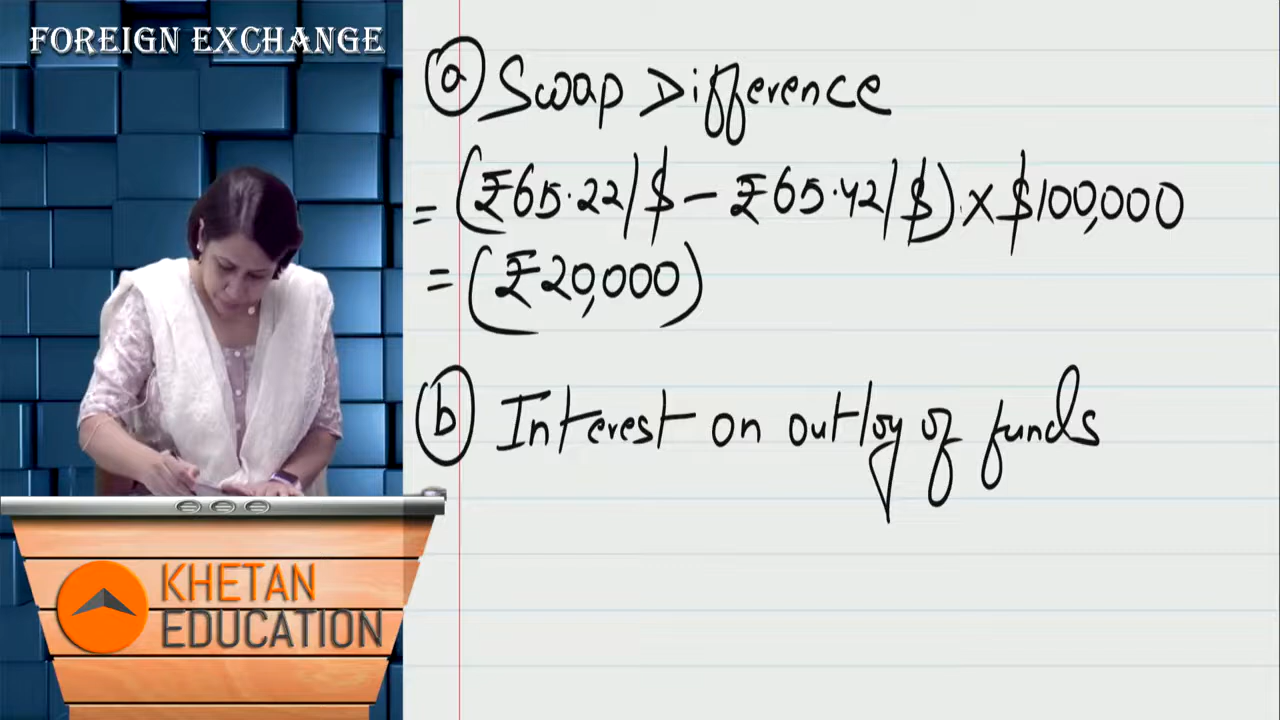 FOREIGN EXCHANGE
ⓐ Swap Difference
= (₹65.22/$ - ₹65.42/$) × $100,000
= (₹20,000)
ⓑ Interest on outlay of funds
KHETAN
EDUCATION